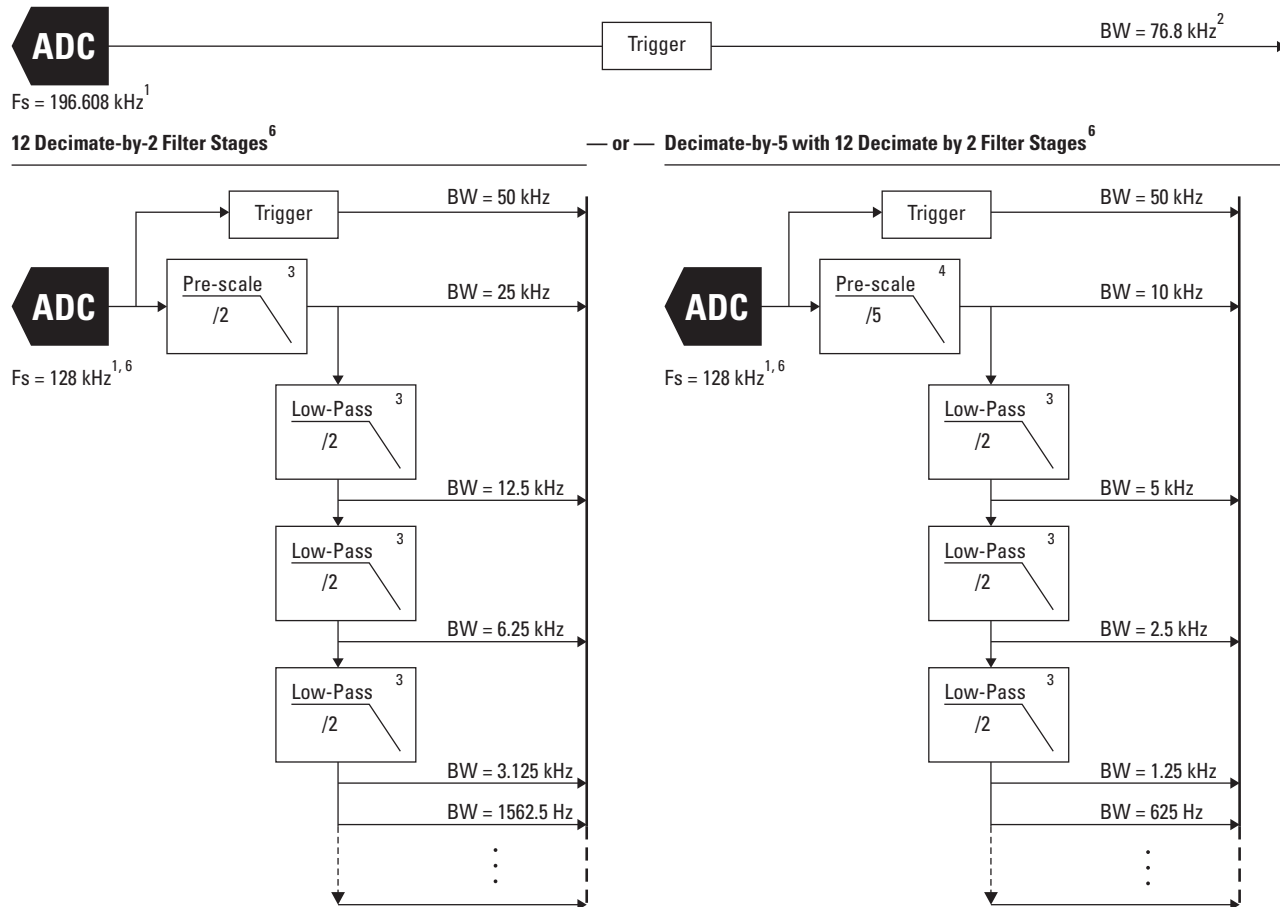 ADC
Trigger
BW = 76.8 kHz²
Fs = 196.608 kHz¹
12 Decimate-by-2 Filter Stages⁶
— or —
Decimate-by-5 with 12 Decimate by 2 Filter Stages⁶
Trigger
BW = 50 kHz
ADC
Pre-scale 3
/2
BW = 25 kHz
Fs = 128 kHz¹,⁶
Low-Pass 3
/2
BW = 12.5 kHz
Low-Pass 3
/2
BW = 6.25 kHz
Low-Pass 3
/2
BW = 3.125 kHz
BW = 1562.5 Hz
Trigger
BW = 50 kHz
ADC
Pre-scale 4
/5
BW = 10 kHz
Fs = 128 kHz¹,⁶
Low-Pass 3
/2
BW = 5 kHz
Low-Pass 3
/2
BW = 2.5 kHz
Low-Pass 3
/2
BW = 1.25 kHz
BW = 625 Hz